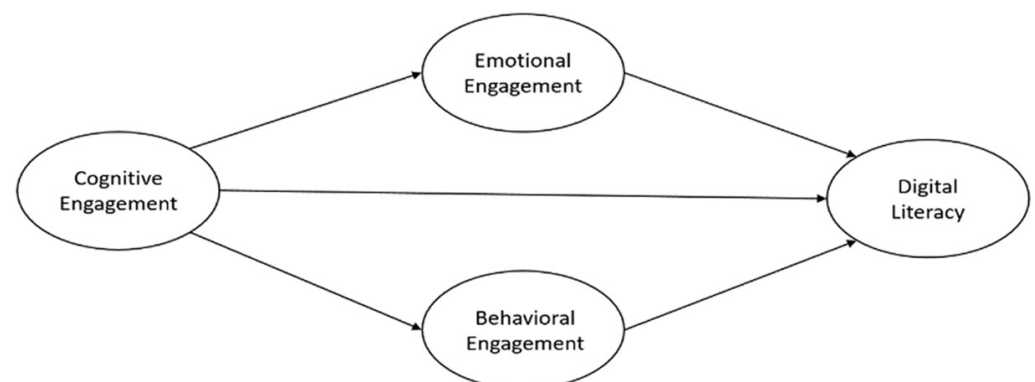 Emotional
Engagement
Cognitive
Engagement
Digital
Literacy
Behavioral
Engagement